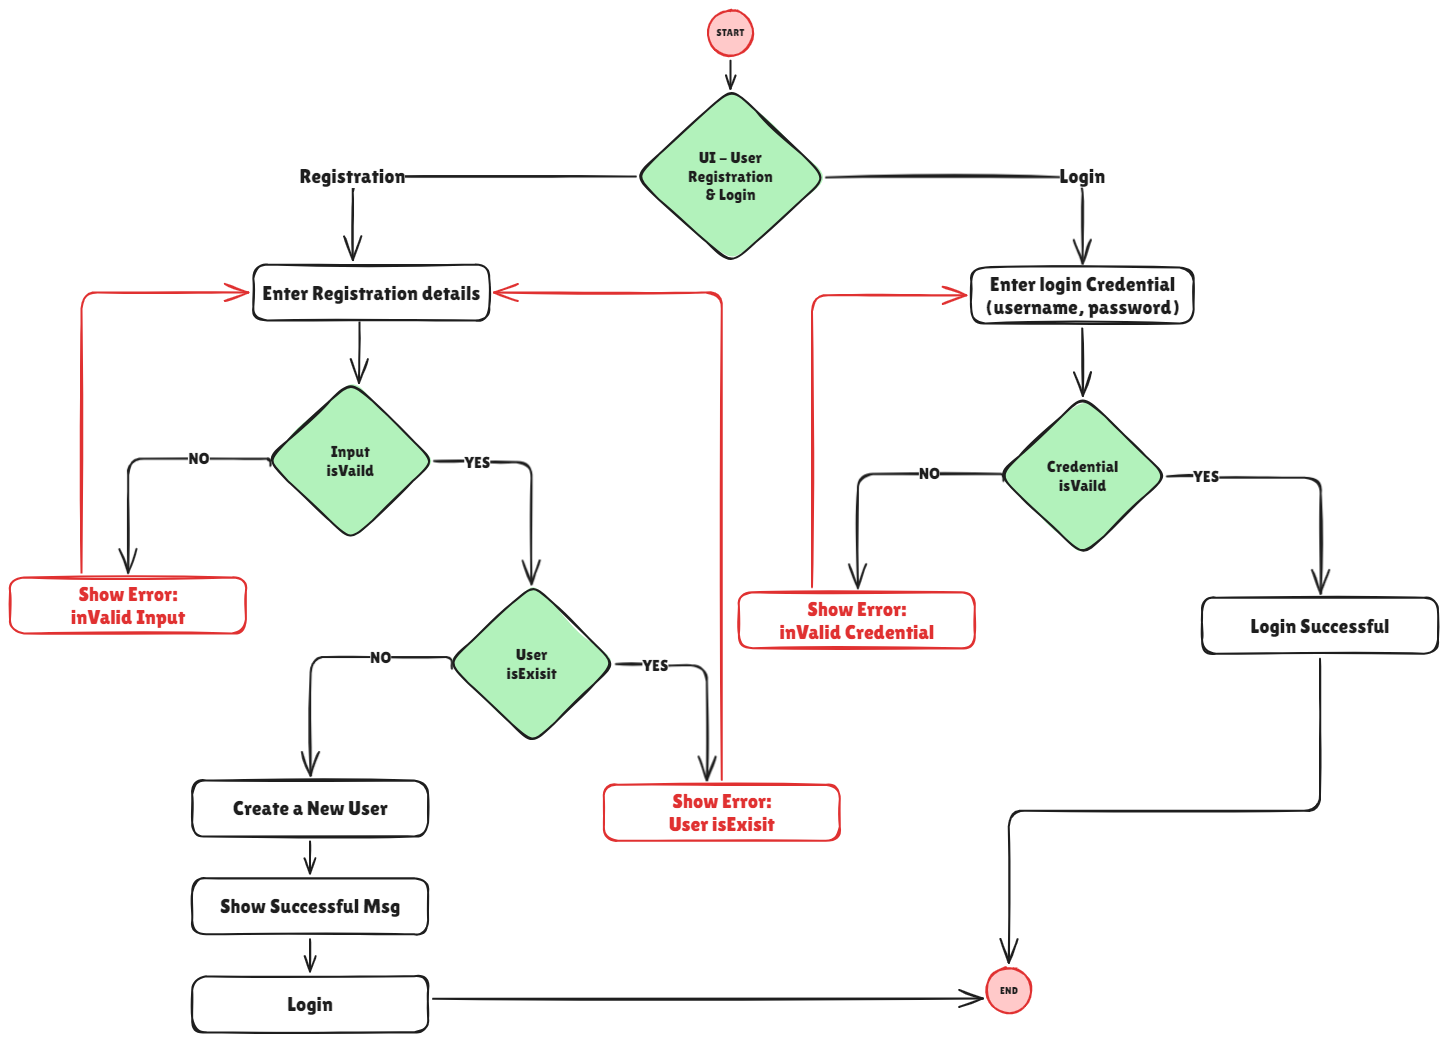 START
UI - User
Registration
& Login
Registration
Login
Enter Registration details
Enter login Credential
(username, password)
Input
isVaild
NO
YES
Credential
isVaild
NO
YES
Show Error:
inValid Input
Show Error:
inValid Credential
Login Successful
User
isExisit
NO
YES
Create a New User
Show Error:
User isExisit
Show Successful Msg
Login
END